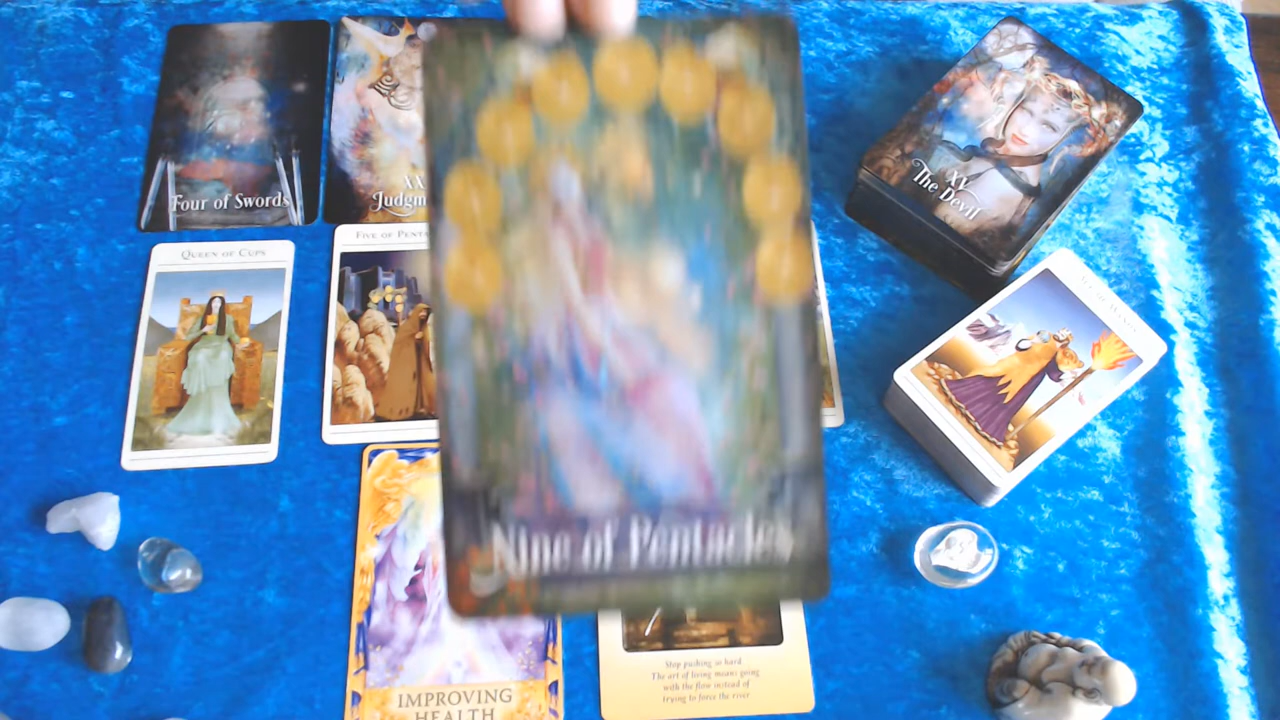 Four of Swords
XX
Judgm
XV
The Devil
QUEEN OF CUPS
FIVE OF PENTA
Nine of Pentacles
IMPROVING
HEALTH
Stop pushing so hard
The art of living means going
with the flow instead of
trying to force the river